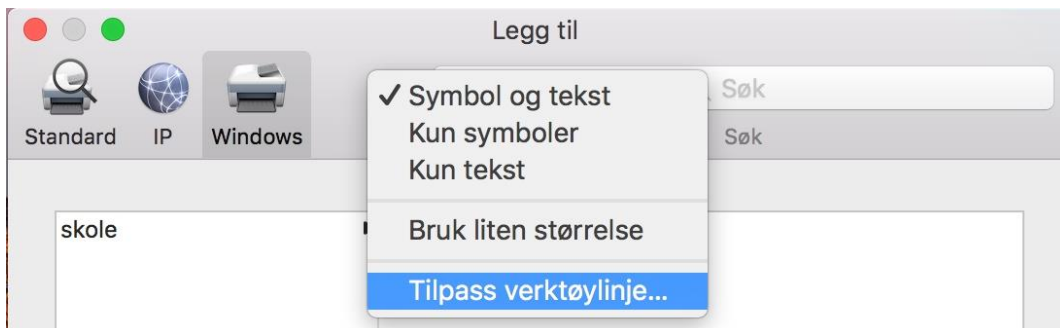 Legg til
Standard IP Windows
✓ Symbol og tekst
Kun symboler
Kun tekst
Bruk liten størrelse
Tilpass verktøylinje...
Søk
Søk
skole